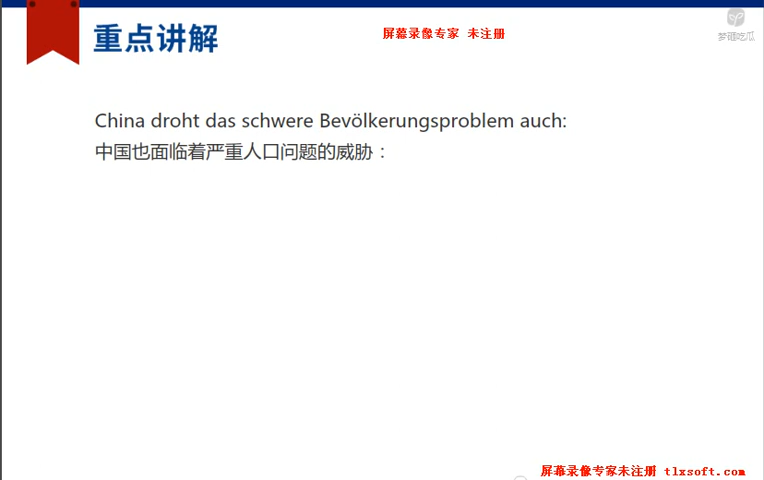 重点讲解
屏幕录像专家 未注册
梦砸吃瓜
China droht das schwere Bevölkerungsproblem auch:
中国也面临着严重人口问题的威胁：
屏幕录像专家未注册 tlxsoft.com